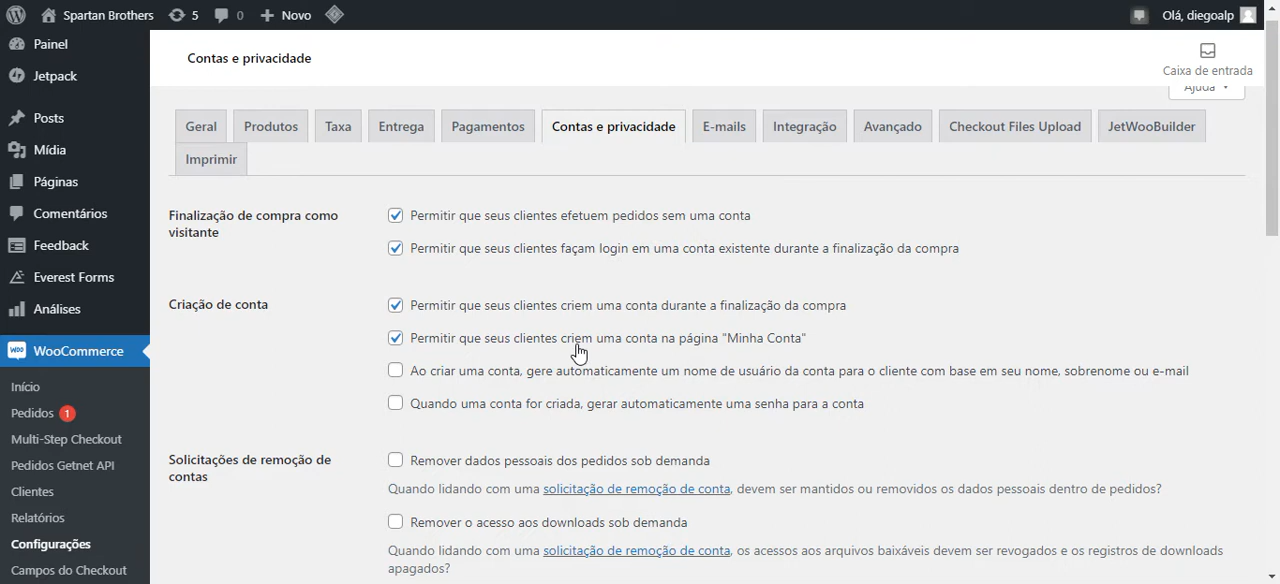 Spartan Brothers 5 0 Novo Olá, diegoalp
Painel
Jetpack
Posts
Mídia
Páginas
Comentários
Feedback
Everest Forms
Análises
WooCommerce
Início
Pedidos 1
Multi-Step Checkout
Pedidos Getnet API
Clientes
Relatórios
Configurações
Campos do Checkout
Contas e privacidade
Caixa de entrada
Ajuda
Geral Produtos Taxa Entrega Pagamentos Contas e privacidade E-mails Integração Avançado Checkout Files Upload JetWooBuilder
Imprimir
Finalização de compra como
visitante
Permitir que seus clientes efetuem pedidos sem uma conta
Permitir que seus clientes façam login em uma conta existente durante a finalização da compra
Criação de conta
Permitir que seus clientes criem uma conta durante a finalização da compra
Permitir que seus clientes criem uma conta na página "Minha Conta"
Ao criar uma conta, gere automaticamente um nome de usuário da conta para o cliente com base em seu nome, sobrenome ou e-mail
Quando uma conta for criada, gerar automaticamente uma senha para a conta
Solicitações de remoção de
contas
Remover dados pessoais dos pedidos sob demanda
Quando lidando com uma solicitação de remoção de conta, devem ser mantidos ou removidos os dados pessoais dentro de pedidos?
Remover o acesso aos downloads sob demanda
Quando lidando com uma solicitação de remoção de conta, os acessos aos arquivos baixáveis devem ser revogados e os registros de downloads
apagados?